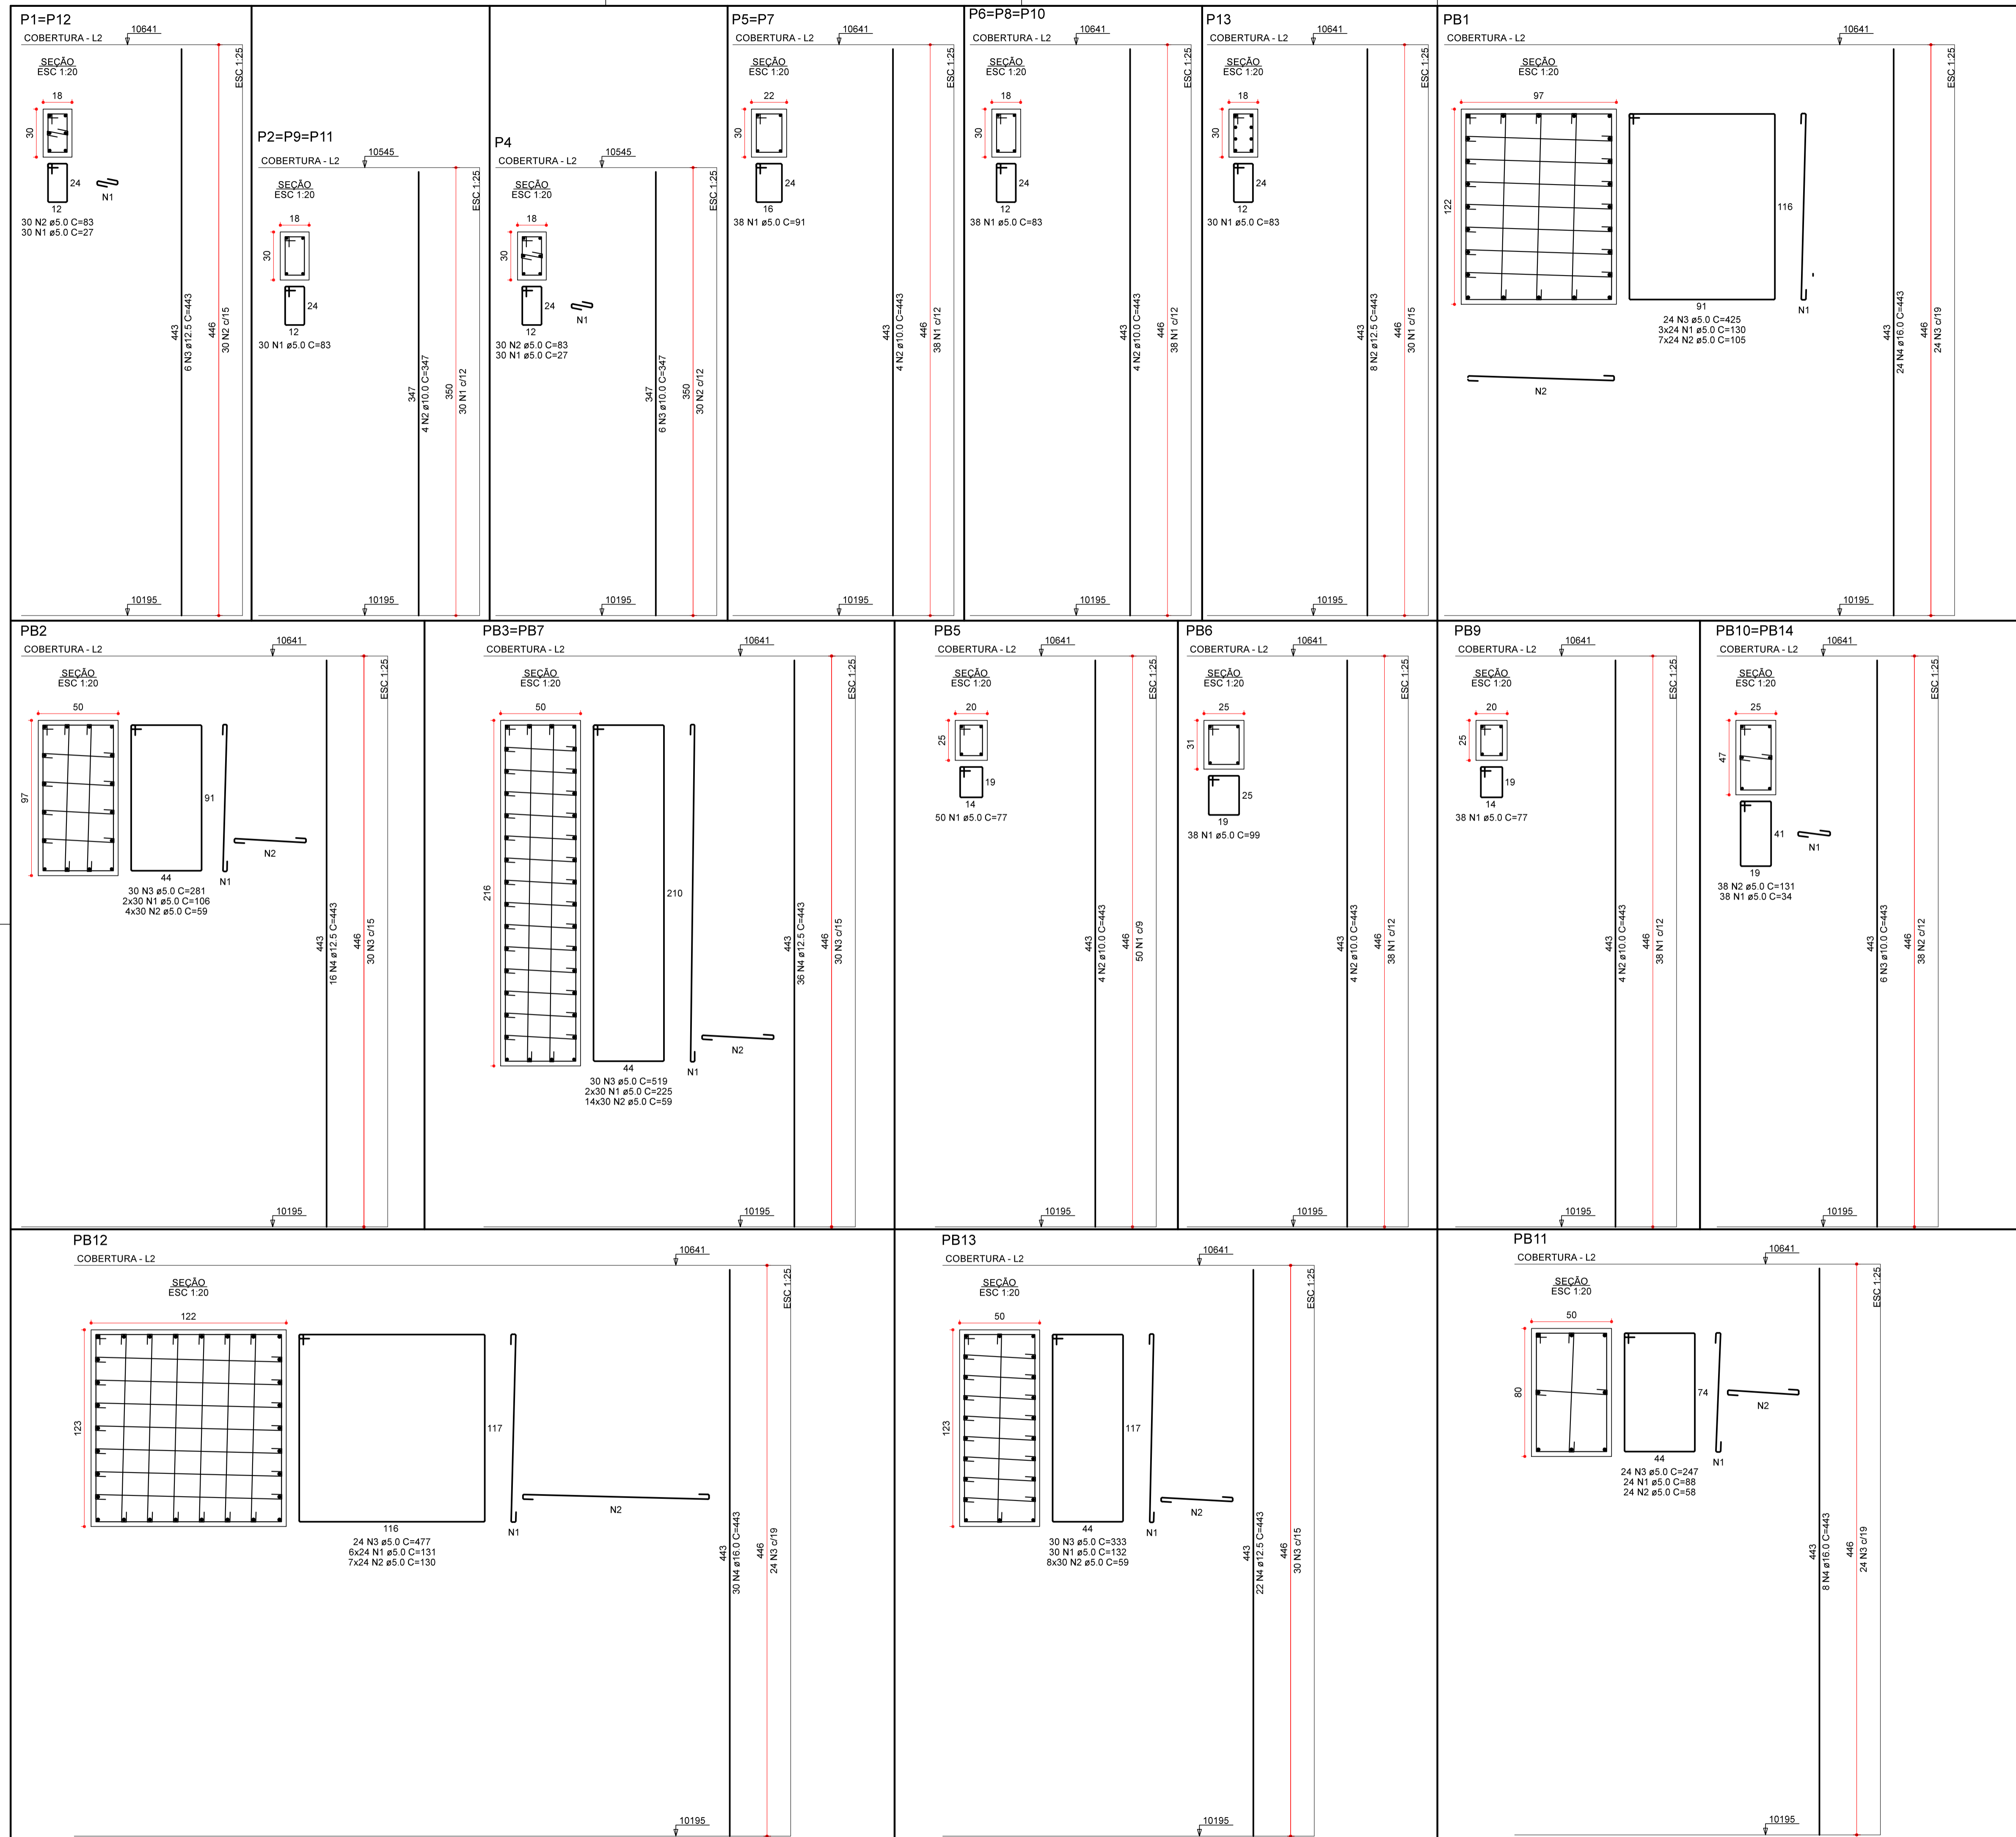 P1=P12
COBERTURA - L2
10641
SEÇÃO
ESC 1:20
18
30
24
12
N1
30 N2 ø5.0 C=83
30 N1 ø5.0 C=27
443
6 N3 ø12.5 C=443
446
30 N2 c/15
ESC 1:25
10195
P2=P9=P11
COBERTURA - L2
10545
SEÇÃO
ESC 1:20
18
30
24
12
30 N1 ø5.0 C=83
347
4 N2 ø10.0 C=347
350
30 N1 c/12
ESC 1:25
10195
P4
COBERTURA - L2
10545
SEÇÃO
ESC 1:20
18
30
24
12
N1
30 N2 ø5.0 C=83
30 N1 ø5.0 C=27
347
6 N3 ø10.0 C=347
350
30 N2 c/12
ESC 1:25
10195
P5=P7
COBERTURA - L2
10641
SEÇÃO
ESC 1:20
22
30
24
16
38 N1 ø5.0 C=91
443
4 N2 ø10.0 C=443
446
38 N1 c/12
ESC 1:25
10195
P6=P8=P10
COBERTURA - L2
10641
SEÇÃO
ESC 1:20
18
30
24
12
38 N1 ø5.0 C=83
443
4 N2 ø10.0 C=443
446
38 N1 c/12
ESC 1:25
10195
P13
COBERTURA - L2
10641
SEÇÃO
ESC 1:20
18
30
24
12
30 N1 ø5.0 C=83
443
8 N2 ø12.5 C=443
446
30 N1 c/15
ESC 1:25
10195
PB1
COBERTURA - L2
10641
SEÇÃO
ESC 1:20
97
122
116
91
N1
24 N3 ø5.0 C=425
3x24 N1 ø5.0 C=130
7x24 N2 ø5.0 C=105
N2
443
24 N4 ø16.0 C=443
446
24 N3 c/19
ESC 1:25
10195
PB2
COBERTURA - L2
10641
SEÇÃO
ESC 1:20
50
97
91
44
N1
N2
30 N3 ø5.0 C=281
2x30 N1 ø5.0 C=106
4x30 N2 ø5.0 C=59
443
16 N4 ø12.5 C=443
446
30 N3 c/15
ESC 1:25
10195
PB3=PB7
COBERTURA - L2
10641
SEÇÃO
ESC 1:20
50
216
210
44
N1
N2
30 N3 ø5.0 C=519
2x30 N1 ø5.0 C=225
14x30 N2 ø5.0 C=59
443
36 N4 ø12.5 C=443
446
30 N3 c/15
ESC 1:25
10195
PB5
COBERTURA - L2
10641
SEÇÃO
ESC 1:20
20
25
19
14
50 N1 ø5.0 C=77
443
4 N2 ø10.0 C=443
446
50 N1 c/9
ESC 1:25
10195
PB6
COBERTURA - L2
10641
SEÇÃO
ESC 1:20
25
31
25
19
38 N1 ø5.0 C=99
443
4 N2 ø10.0 C=443
446
38 N1 c/12
ESC 1:25
10195
PB9
COBERTURA - L2
10641
SEÇÃO
ESC 1:20
20
25
19
14
38 N1 ø5.0 C=77
443
4 N2 ø10.0 C=443
446
38 N1 c/12
ESC 1:25
10195
PB10=PB14
COBERTURA - L2
10641
SEÇÃO
ESC 1:20
25
47
41
19
N1
38 N2 ø5.0 C=131
38 N1 ø5.0 C=34
443
6 N3 ø10.0 C=443
446
38 N2 c/12
ESC 1:25
10195
PB12
COBERTURA - L2
10641
SEÇÃO
ESC 1:20
122
123
117
116
N1
N2
24 N3 ø5.0 C=477
6x24 N1 ø5.0 C=131
7x24 N2 ø5.0 C=130
443
30 N4 ø16.0 C=443
446
24 N3 c/19
ESC 1:25
10195
PB13
COBERTURA - L2
10641
SEÇÃO
ESC 1:20
50
123
117
44
N1
N2
30 N3 ø5.0 C=333
30 N1 ø5.0 C=132
8x30 N2 ø5.0 C=59
443
22 N4 ø12.5 C=443
446
30 N3 c/15
ESC 1:25
10195
PB11
COBERTURA - L2
10641
SEÇÃO
ESC 1:20
50
80
74
44
N1
N2
24 N3 ø5.0 C=247
24 N1 ø5.0 C=88
24 N2 ø5.0 C=58
443
8 N4 ø16.0 C=443
446
24 N3 c/19
ESC 1:25
10195